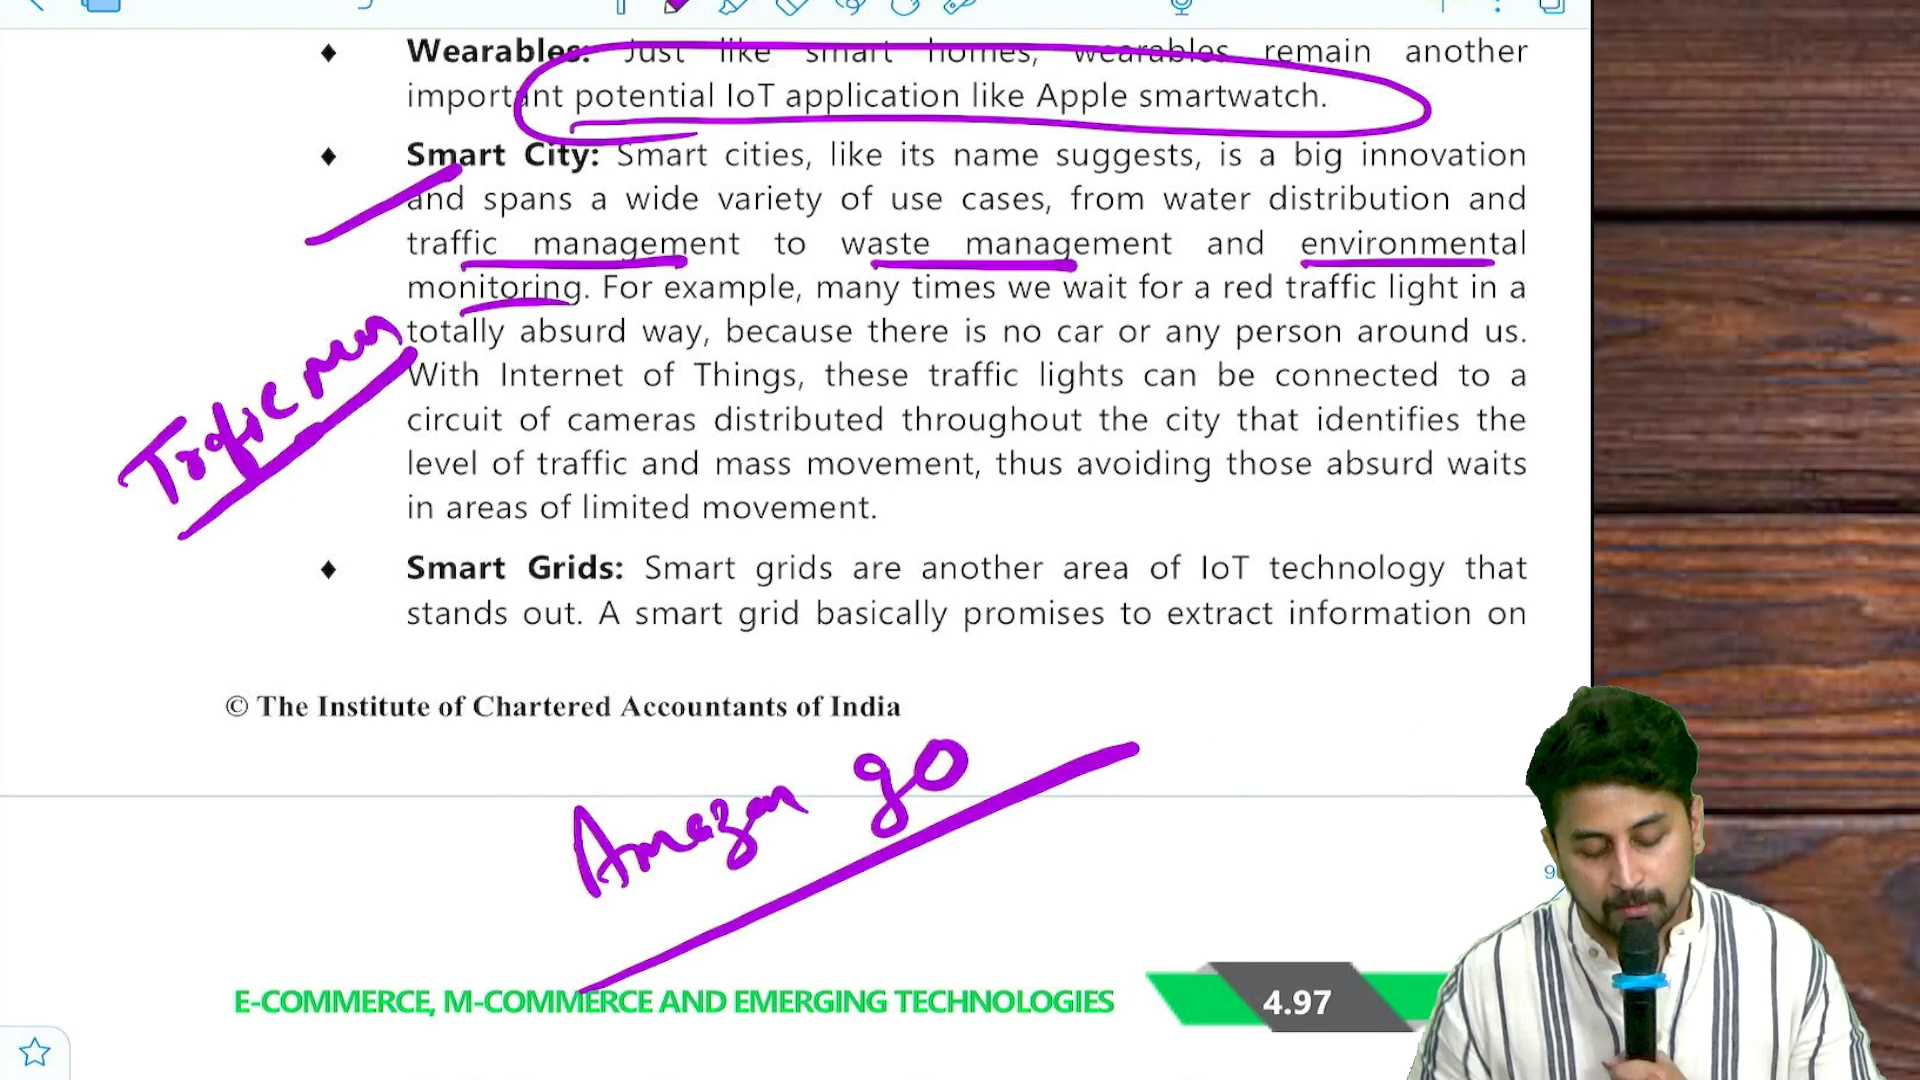 ♦ Wearables: Just like smart homes, wearables remain another
important potential IoT application like Apple smartwatch.
♦ Smart City: Smart cities, like its name suggests, is a big innovation
and spans a wide variety of use cases, from water distribution and
traffic management to waste management and environmental
monitoring. For example, many times we wait for a red traffic light in a
totally absurd way, because there is no car or any person around us.
With Internet of Things, these traffic lights can be connected to a
circuit of cameras distributed throughout the city that identifies the
level of traffic and mass movement, thus avoiding those absurd waits
in areas of limited movement.
♦ Smart Grids: Smart grids are another area of IoT technology that
stands out. A smart grid basically promises to extract information on
© The Institute of Chartered Accountants of India
Amazon go
E-COMMERCE, M-COMMERCE AND EMERGING TECHNOLOGIES 4.97